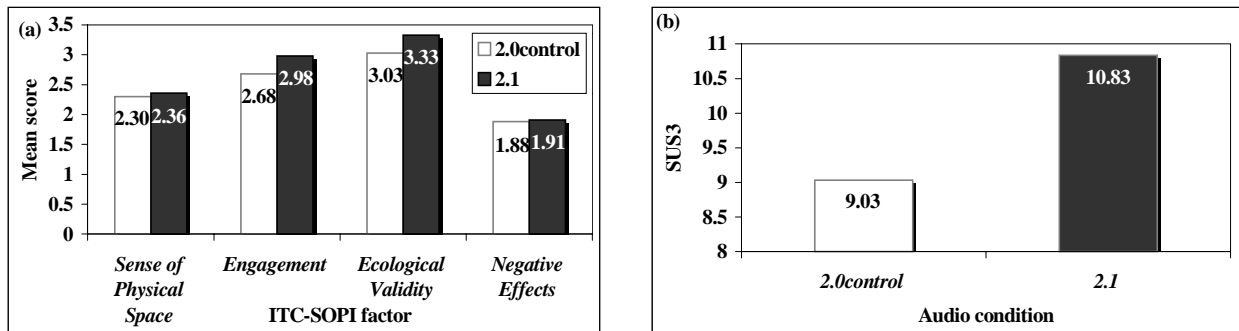 (a)
3.5
3
2.5
2
1.5
1
0.5
0
Mean score
2.30
2.36
2.68
2.98
3.03
3.33
1.88
1.91
2.0control
2.1
Sense of
Physical
Space
Engagement
Ecological
Validity
Negative
Effects
ITC-SOPI factor
(b)
11
10.5
10
9.5
9
8.5
8
SUS3
9.03
10.83
2.0control
2.1
Audio condition